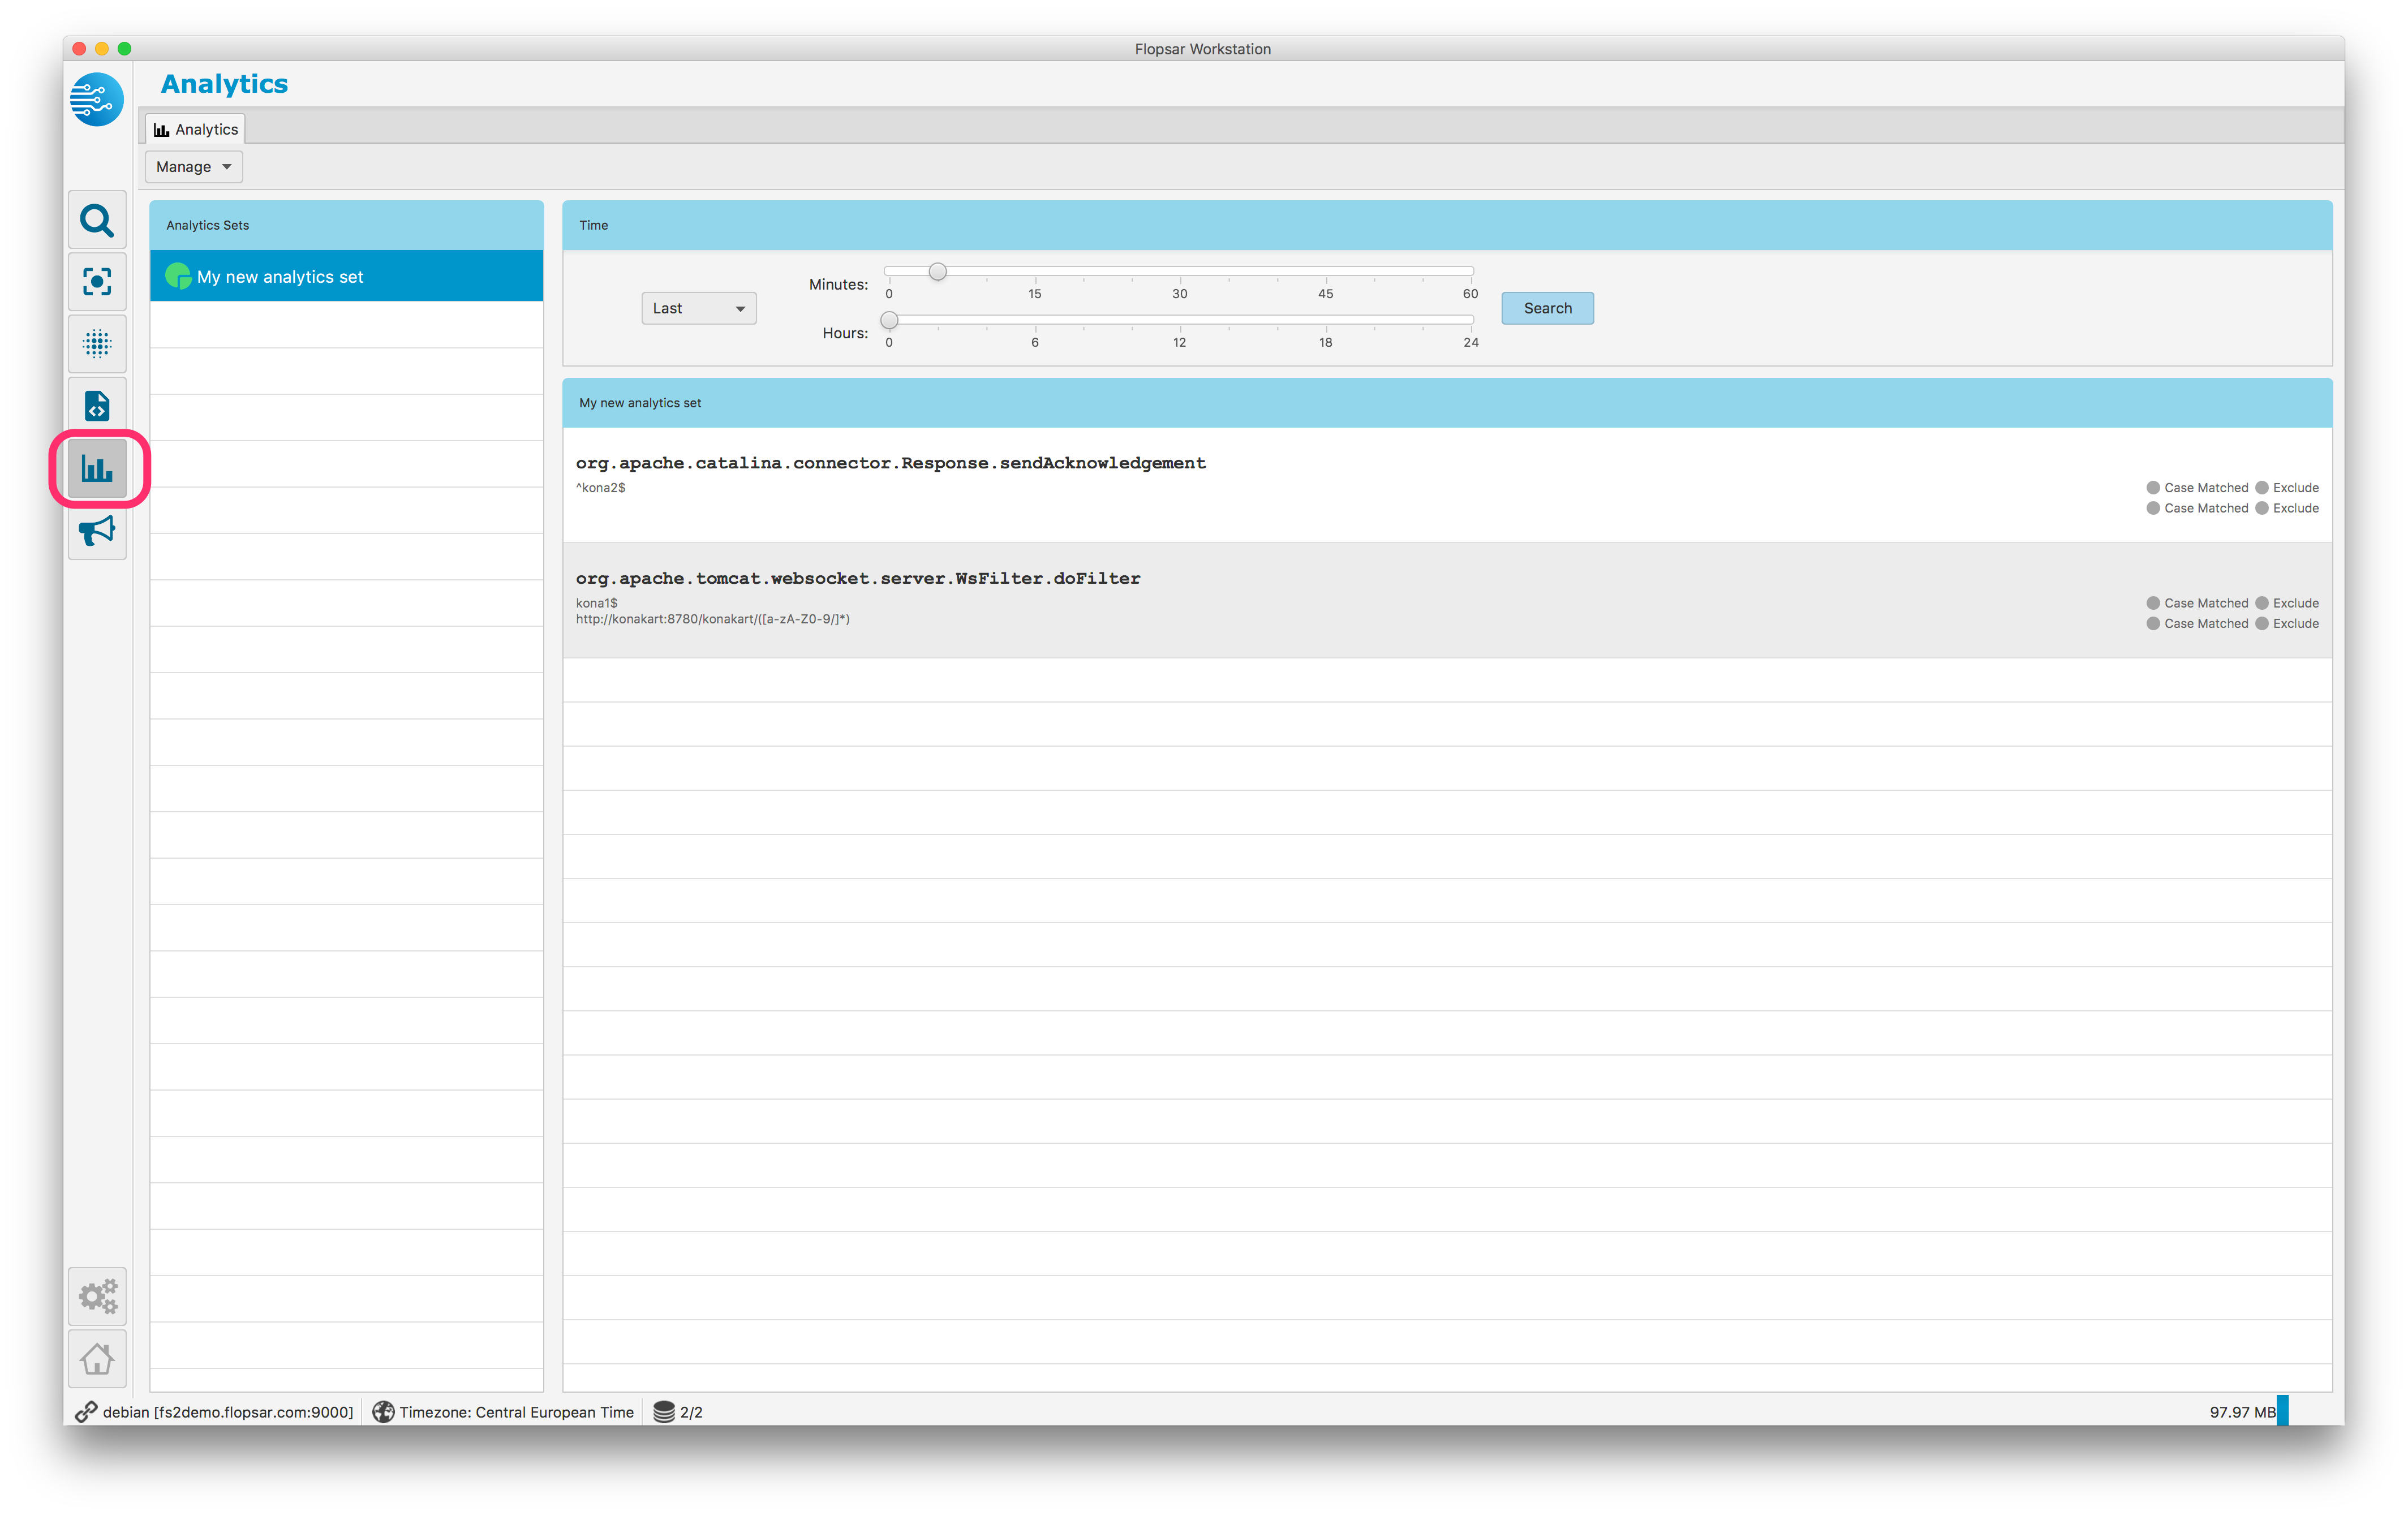 Flopsar Workstation
Analytics
Analytics
Manage
Analytics Sets
My new analytics set
Time
Last
Minutes:
0 15 30 45 60
Hours:
0 6 12 18 24
Search
My new analytics set
org.apache.catalina.connector.Response.sendAcknowledgement
^kona2$
Case Matched Exclude
Case Matched Exclude
org.apache.tomcat.websocket.server.WsFilter.doFilter
kona1$
http://konakart:8780/konakart/([a-zA-Z0-9/]*)
Case Matched Exclude
Case Matched Exclude
debian [fs2demo.flopsar.com:9000] Timezone: Central European Time 2/2 97.97 MB